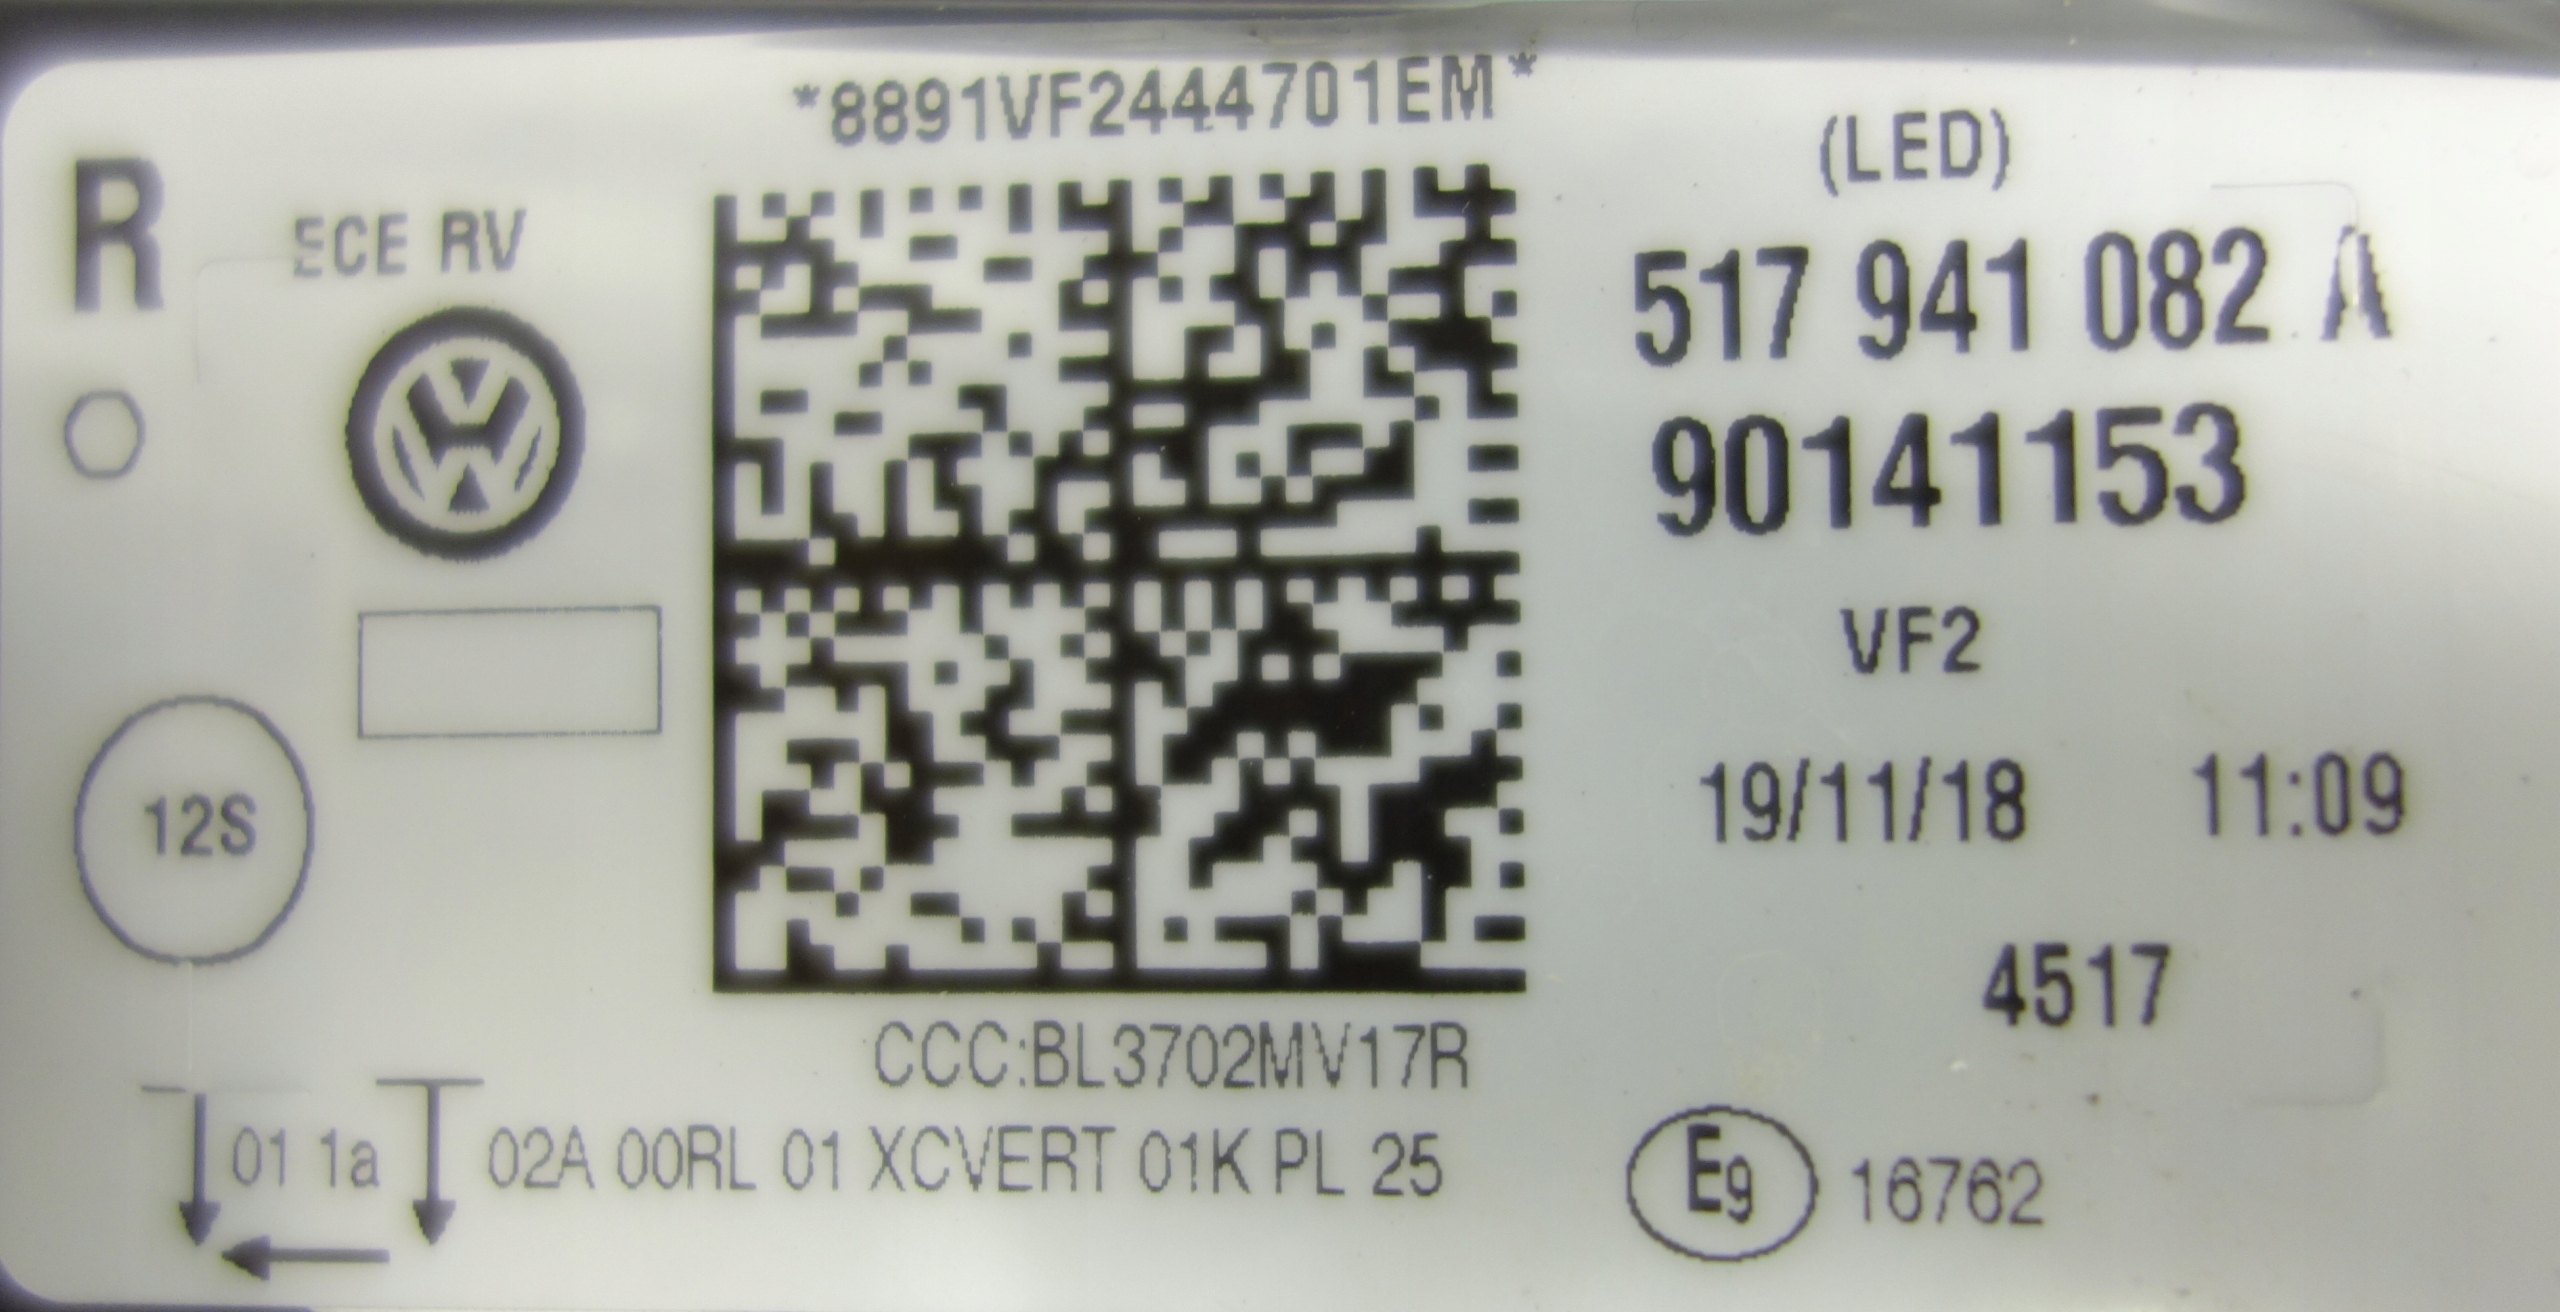 *8891VF2444701EM*
(LED)
R
ECE RV
517 941 082 A
90141153
VF2
12S
19/11/18 11:09
4517
CCC:BL3702MV17R
01 1a 02A 00RL 01 XCVERT 01K PL 25
E9 16762